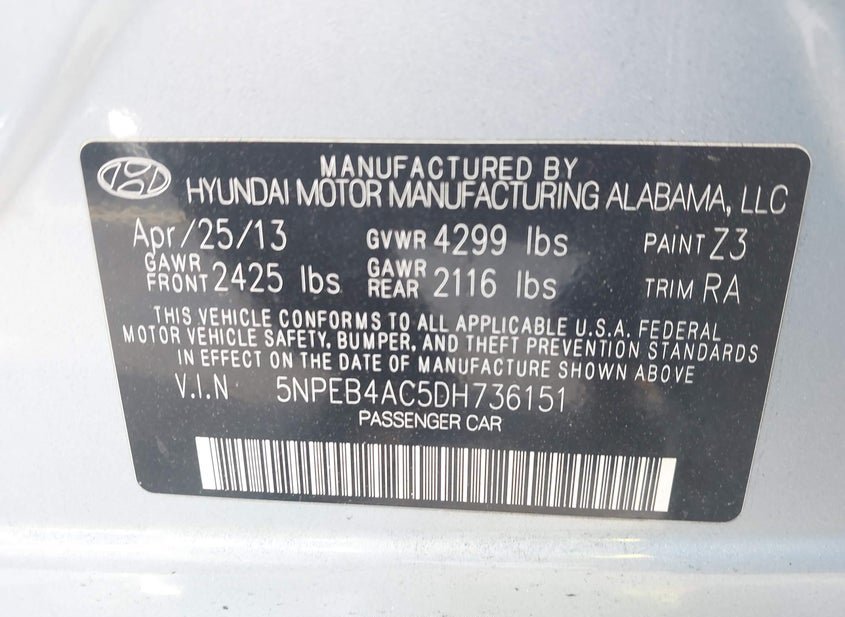 MANUFACTURED BY
HYUNDAI MOTOR MANUFACTURING ALABAMA, LLC
Apr/25/13 GVWR 4299 lbs PAINT Z3
GAWR FRONT 2425 lbs GAWR REAR 2116 lbs TRIM RA
THIS VEHICLE CONFORMS TO ALL APPLICABLE U.S.A. FEDERAL
MOTOR VEHICLE SAFETY, BUMPER, AND THEFT PREVENTION STANDARDS
IN EFFECT ON THE DATE OF MANUFACTURE SHOWN ABOVE
V.I.N 5NPEB4AC5DH736151
PASSENGER CAR